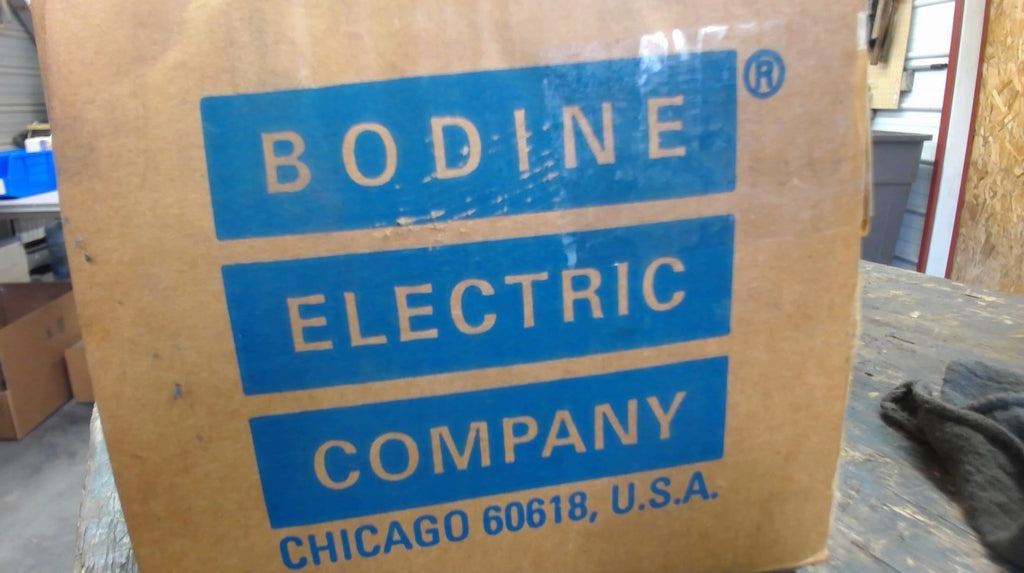 BODINE ®
ELECTRIC
COMPANY
CHICAGO 60618, U.S.A.